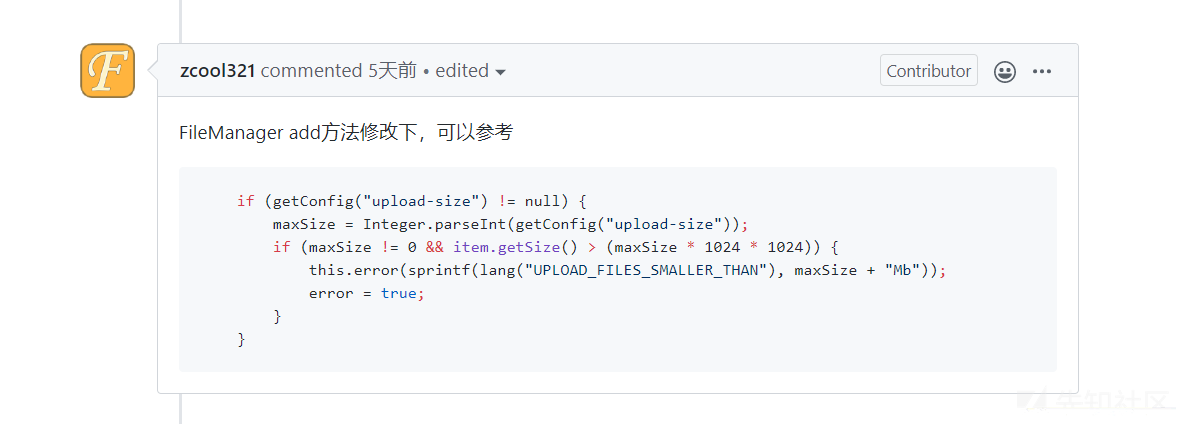 F
zcool321 commented 5天前 • edited
Contributor
FileManager add方法修改下，可以参考
if (getConfig("upload-size") != null) {
    maxSize = Integer.parseInt(getConfig("upload-size"));
    if (maxSize != 0 && item.getSize() > (maxSize * 1024 * 1024)) {
        this.error(sprintf(lang("UPLOAD_FILES_SMALLER_THAN"), maxSize + "Mb"));
        error = true;
    }
}
先知社区